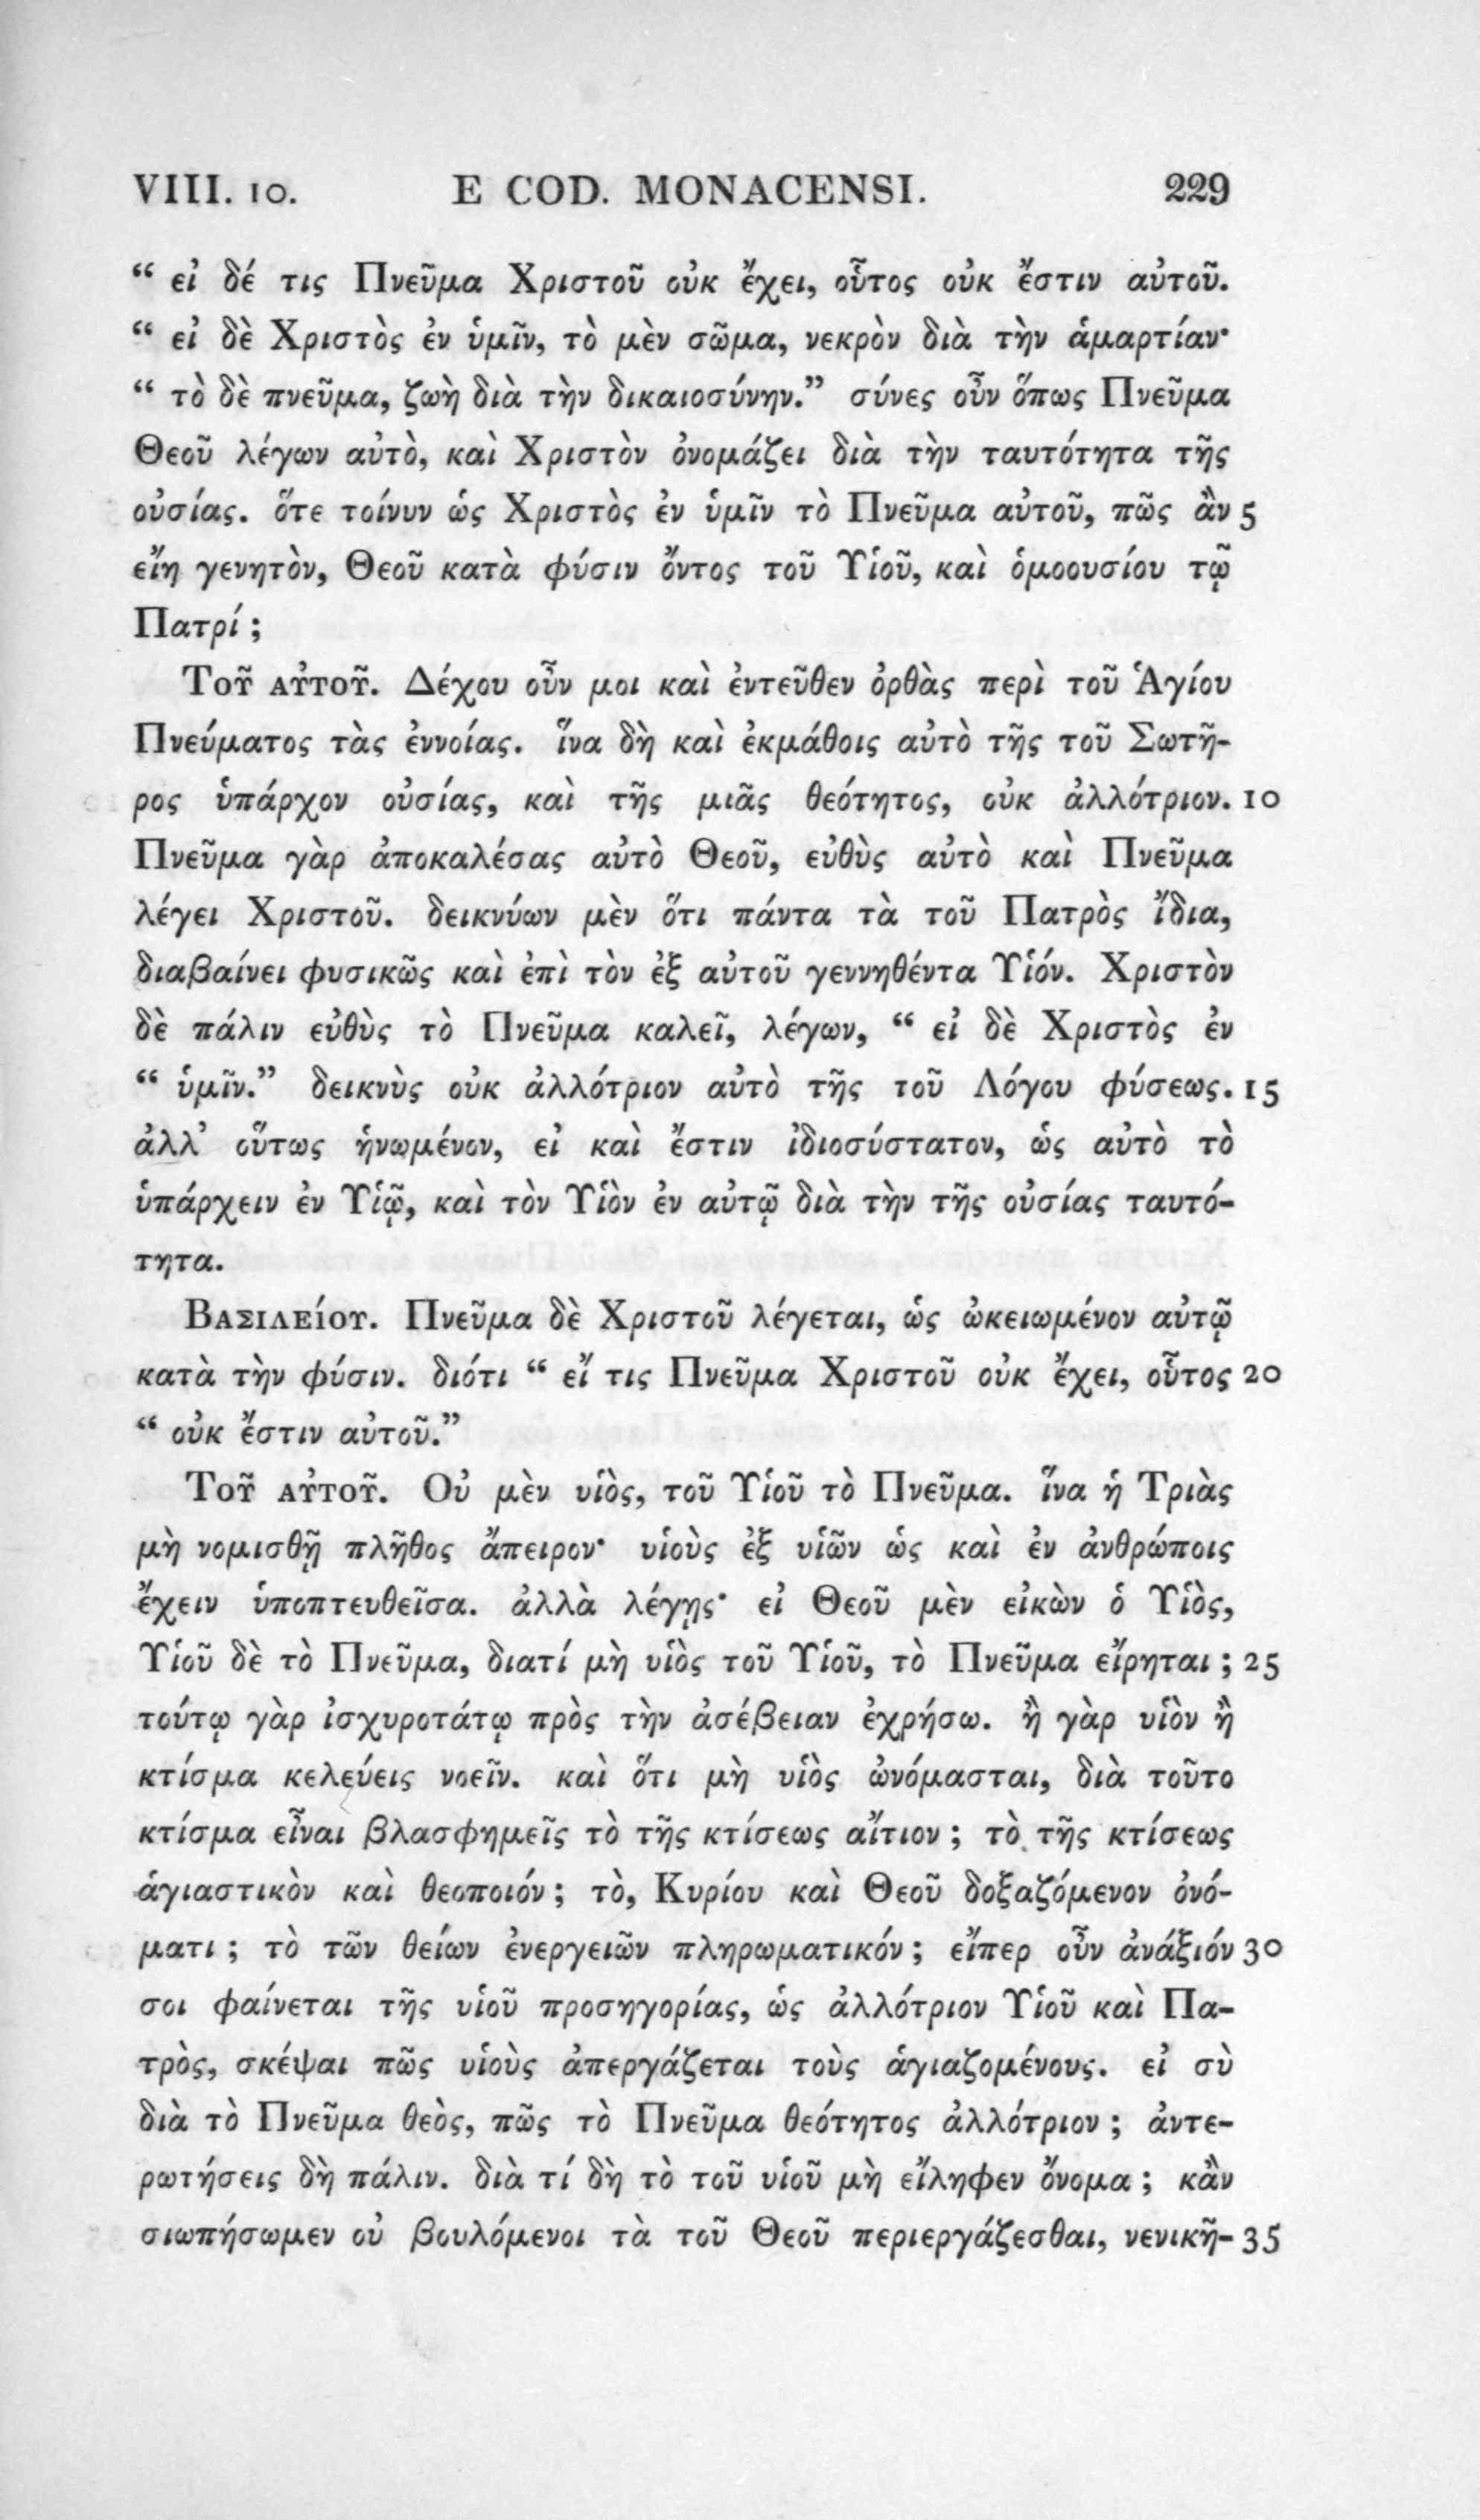 VIII. 10. E COD. MONACENSI. 229
“ εἰ δέ τις Πνεῦμα Χριστοῦ οὐκ ἔχει, οὗτος οὐκ ἔστιν αὐτοῦ.
“ εἰ δὲ Χριστὸς ἐν ὑμῖν, τὸ μὲν σῶμα, νεκρὸν διὰ τὴν ἁμαρτίαν·
“ τὸ δὲ πνεῦμα, ζωὴ διὰ τὴν δικαιοσύνην.” σύνες οὖν ὅπως Πνεῦμα
Θεοῦ λέγων αὐτὸ, καὶ Χριστὸν ὀνομάζει διὰ τὴν ταυτότητα τῆς
οὐσίας. ὅτε τοίνυν ὡς Χριστὸς ἐν ὑμῖν τὸ Πνεῦμα αὐτοῦ, πῶς ἂν 5
εἴη γενητὸν, Θεοῦ κατὰ φύσιν ὄντος τοῦ Υἱοῦ, καὶ ὁμοουσίου τῷ
Πατρί ;
Τοῦ αὐτοῦ. Δέχου οὖν μοι καὶ ἐντεῦθεν ὀρθὰς περὶ τοῦ Ἁγίου
Πνεύματος τὰς ἐννοίας. ἵνα δὴ καὶ ἐκμάθοις αὐτὸ τῆς τοῦ Σωτῆ-
ρος ὑπάρχον οὐσίας, καὶ τῆς μιᾶς θεότητος, οὐκ ἀλλότριον. 10
Πνεῦμα γὰρ ἀποκαλέσας αὐτὸ Θεοῦ, εὐθὺς αὐτὸ καὶ Πνεῦμα
λέγει Χριστοῦ. δεικνύων μὲν ὅτι πάντα τὰ τοῦ Πατρὸς ἴδια,
διαβαίνει φυσικῶς καὶ ἐπὶ τὸν ἐξ αὐτοῦ γεννηθέντα Υἱόν. Χριστὸν
δὲ πάλιν εὐθὺς τὸ Πνεῦμα καλεῖ, λέγων, “ εἰ δὲ Χριστὸς ἐν
“ ὑμῖν.” δεικνὺς οὐκ ἀλλότριον αὐτὸ τῆς τοῦ Λόγου φύσεως. 15
ἀλλ’ οὕτως ἡνωμένον, εἰ καὶ ἔστιν ἰδιοσύστατον, ὡς αὐτὸ τὸ
ὑπάρχειν ἐν Υἱῷ, καὶ τὸν Υἱὸν ἐν αὐτῷ διὰ τὴν τῆς οὐσίας ταυτό-
τητα.
Βασιλείου. Πνεῦμα δὲ Χριστοῦ λέγεται, ὡς ὠκειωμένον αὐτῷ
κατὰ τὴν φύσιν. διότι “ εἴ τις Πνεῦμα Χριστοῦ οὐκ ἔχει, οὗτος 20
“ οὐκ ἔστιν αὐτοῦ.”
Τοῦ αὐτοῦ. Οὐ μὲν υἱὸς, τοῦ Υἱοῦ τὸ Πνεῦμα. ἵνα ἡ Τριὰς
μὴ νομισθῇ πλῆθος ἄπειρον· υἱοὺς ἐξ υἱῶν ὡς καὶ ἐν ἀνθρώποις
ἔχειν ὑποπτευθεῖσα. ἀλλὰ λέγῃς· εἰ Θεοῦ μὲν εἰκὼν ὁ Υἱὸς,
Υἱοῦ δὲ τὸ Πνεῦμα, διατί μὴ υἱὸς τοῦ Υἱοῦ, τὸ Πνεῦμα εἴρηται ; 25
τούτῳ γὰρ ἰσχυροτάτῳ πρὸς τὴν ἀσέβειαν ἐχρήσω. ἢ γὰρ υἱὸν ἢ
κτίσμα κελεύεις νοεῖν. καὶ ὅτι μὴ υἱὸς ὠνόμασται, διὰ τοῦτο
κτίσμα εἶναι βλασφημεῖς τὸ τῆς κτίσεως αἴτιον ; τὸ τῆς κτίσεως
ἁγιαστικὸν καὶ θεοποιόν ; τὸ, Κυρίου καὶ Θεοῦ δοξαζόμενον ὀνό-
ματι ; τὸ τῶν θείων ἐνεργειῶν πληρωματικόν ; εἴπερ οὖν ἀνάξιόν 30
σοι φαίνεται τῆς υἱοῦ προσηγορίας, ὡς ἀλλότριον Υἱοῦ καὶ Πα-
τρὸς, σκέψαι πῶς υἱοὺς ἀπεργάζεται τοὺς ἁγιαζομένους. εἰ σὺ
διὰ τὸ Πνεῦμα θεὸς, πῶς τὸ Πνεῦμα θεότητος ἀλλότριον ; ἀντε-
ρωτήσεις δὴ πάλιν. διὰ τί δὴ τὸ τοῦ υἱοῦ μὴ εἴληφεν ὄνομα ; κἂν
σιωπήσωμεν οὐ βουλόμενοι τὰ τοῦ Θεοῦ περιεργάζεσθαι, νενικῆ- 35